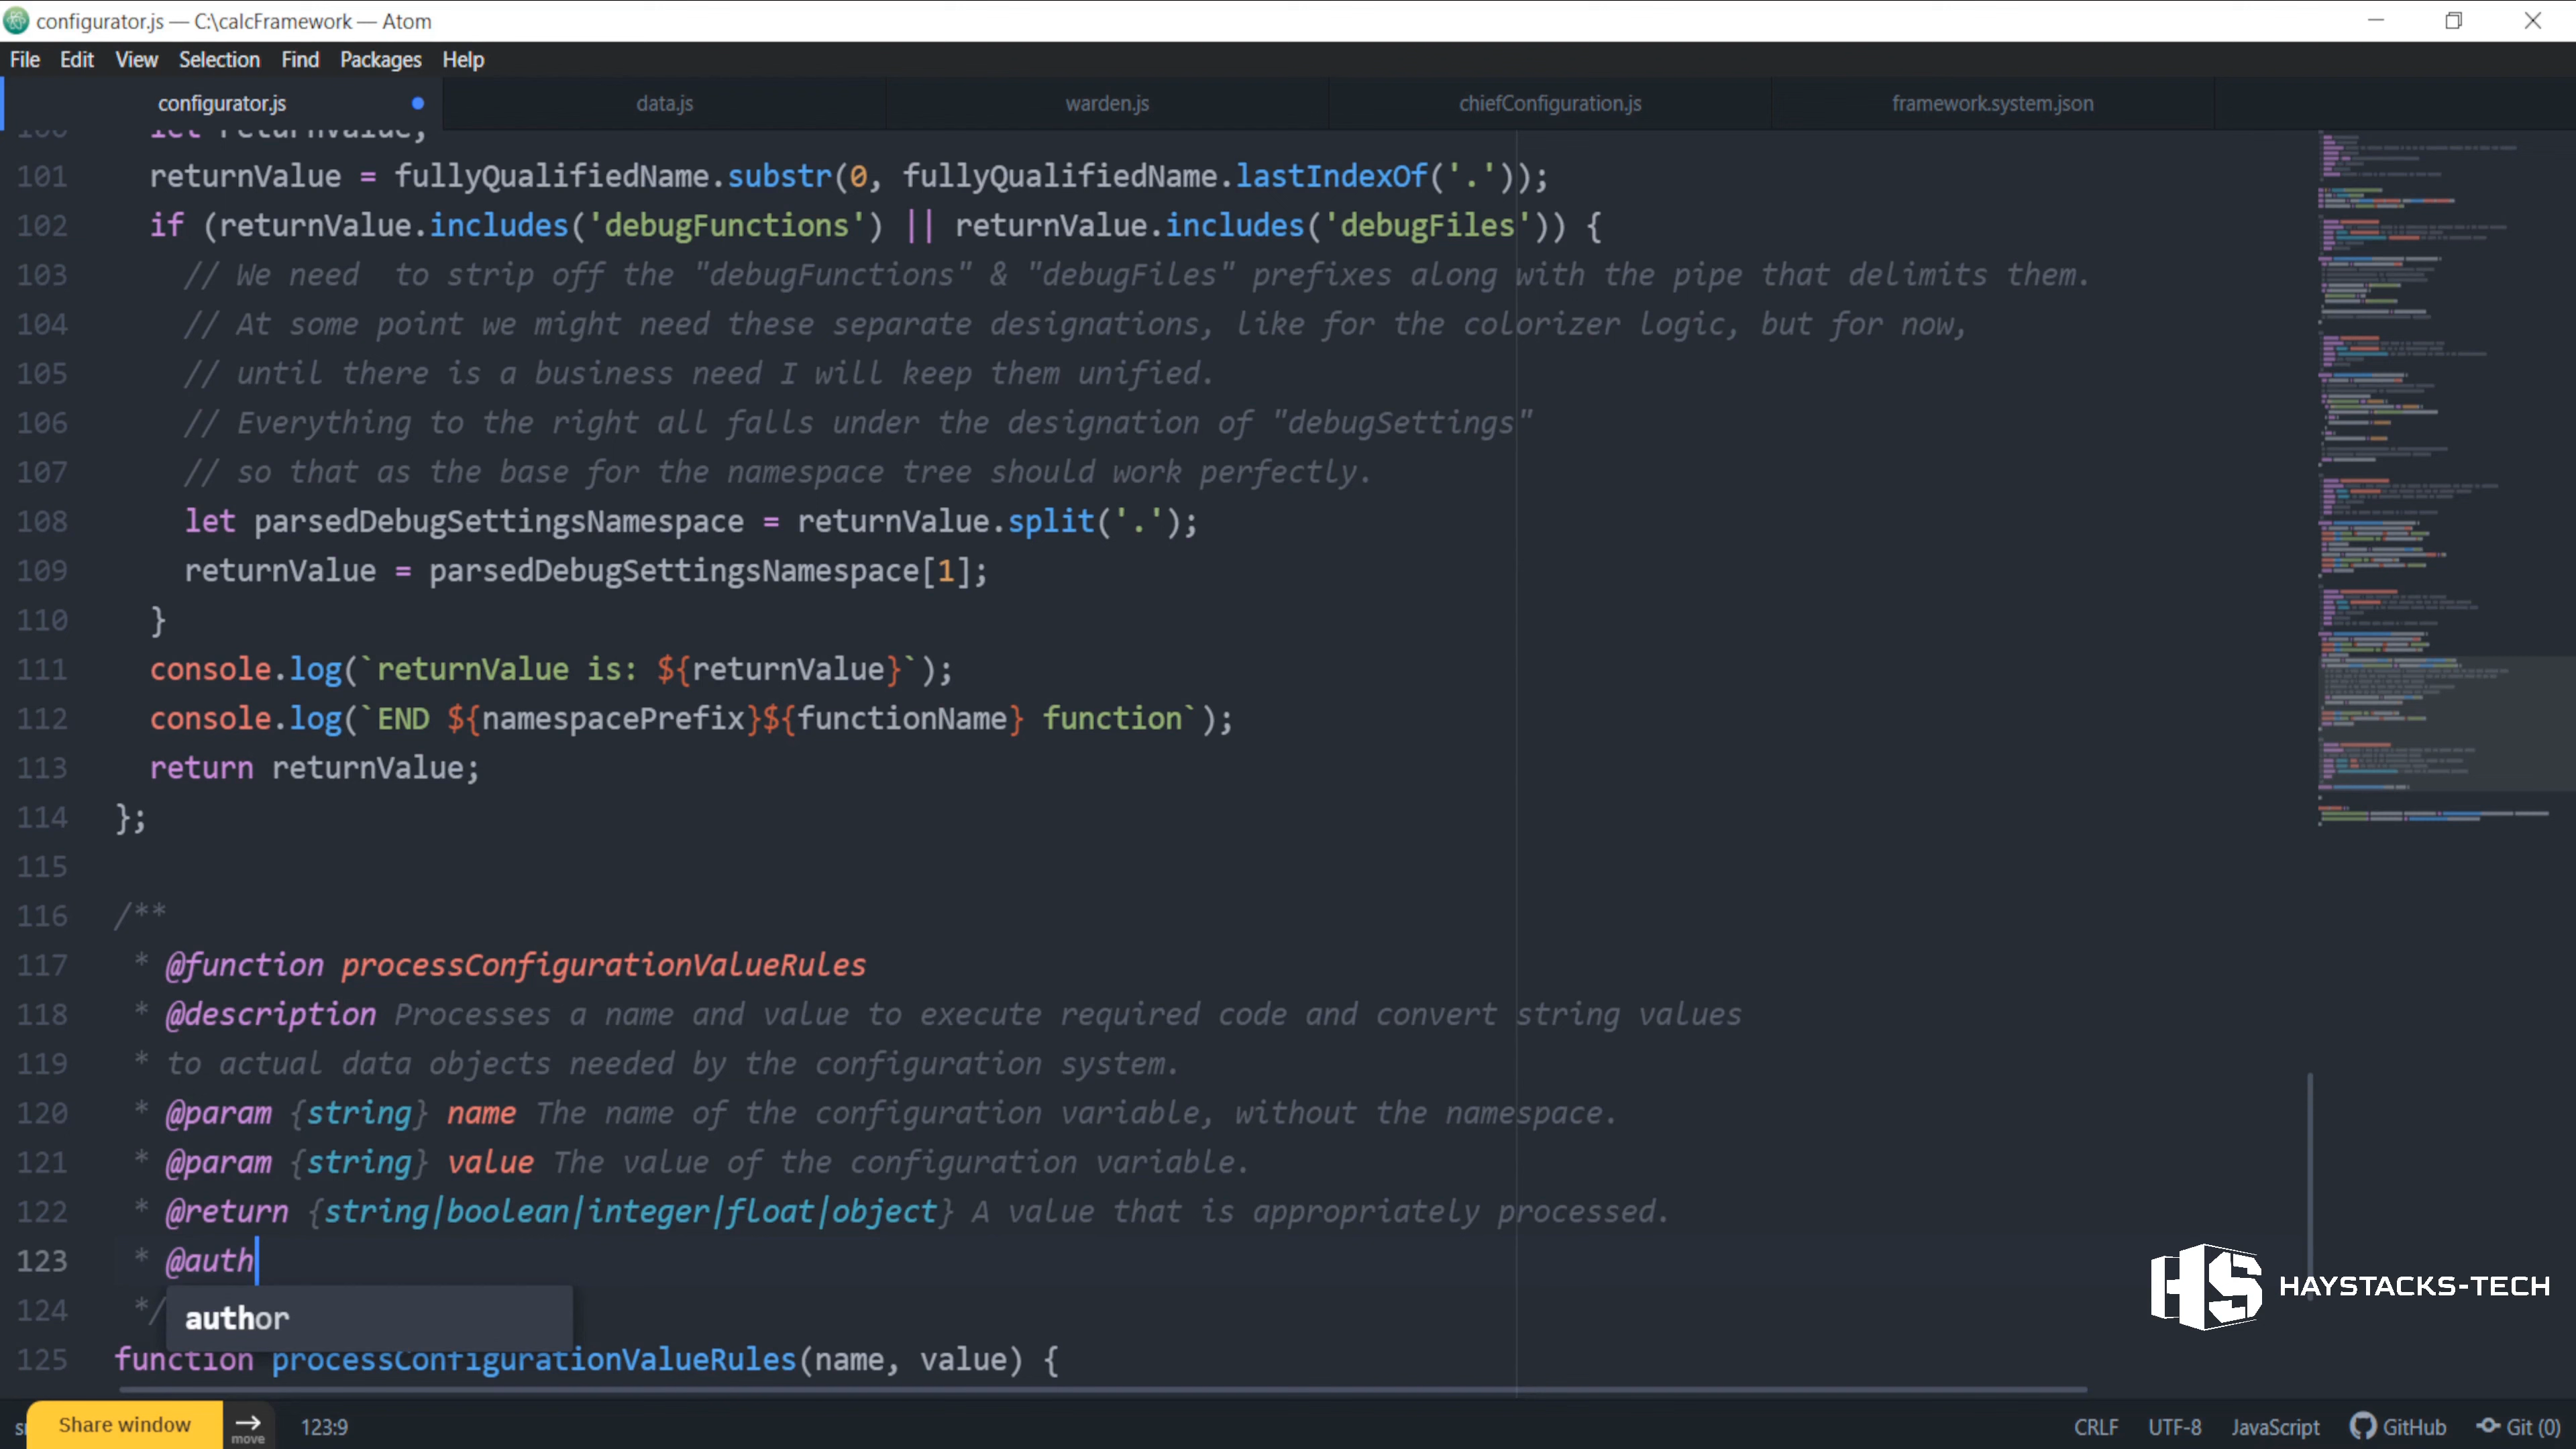 configurator.js — C:\calcFramework — Atom
File Edit View Selection Find Packages Help
configurator.js data.js warden.js chiefConfiguration.js framework.system.json
100 let returnValue;
101 returnValue = fullyQualifiedName.substr(0, fullyQualifiedName.lastIndexOf('.'));
102 if (returnValue.includes('debugFunctions') || returnValue.includes('debugFiles')) {
103 // We need  to strip off the "debugFunctions" & "debugFiles" prefixes along with the pipe that delimits them.
104 // At some point we might need these separate designations, like for the colorizer logic, but for now,
105 // until there is a business need I will keep them unified.
106 // Everything to the right all falls under the designation of "debugSettings"
107 // so that as the base for the namespace tree should work perfectly.
108 let parsedDebugSettingsNamespace = returnValue.split('.');
109 returnValue = parsedDebugSettingsNamespace[1];
110 }
111 console.log(`returnValue is: ${returnValue}`);
112 console.log(`END ${namespacePrefix}${functionName} function`);
113 return returnValue;
114 };
115
116 /**
117 * @function processConfigurationValueRules
118 * @description Processes a name and value to execute required code and convert string values
119 * to actual data objects needed by the configuration system.
120 * @param {string} name The name of the configuration variable, without the namespace.
121 * @param {string} value The value of the configuration variable.
122 * @return {string|boolean|integer|float|object} A value that is appropriately processed.
123 * @auth
124 */
author
125 function processConfigurationValueRules(name, value) {
HS HAYSTACKS-TECH
Share window move 123:9 CRLF UTF-8 JavaScript GitHub Git (0)